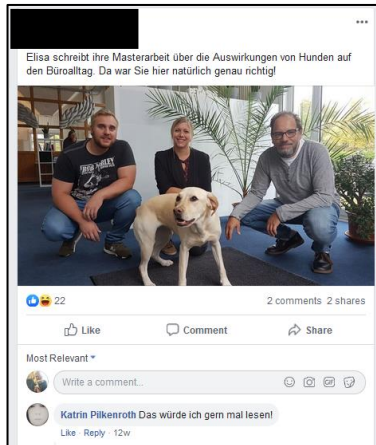 Elisa schreibt ihre Masterarbeit über die Auswirkungen von Hunden auf
den Büroalltag. Da war Sie hier natürlich genau richtig!
22
2 comments 2 shares
Like Comment Share
Most Relevant
Write a comment...
GIF
Katrin Pilkenroth Das würde ich gern mal lesen!
Like · Reply · 12w